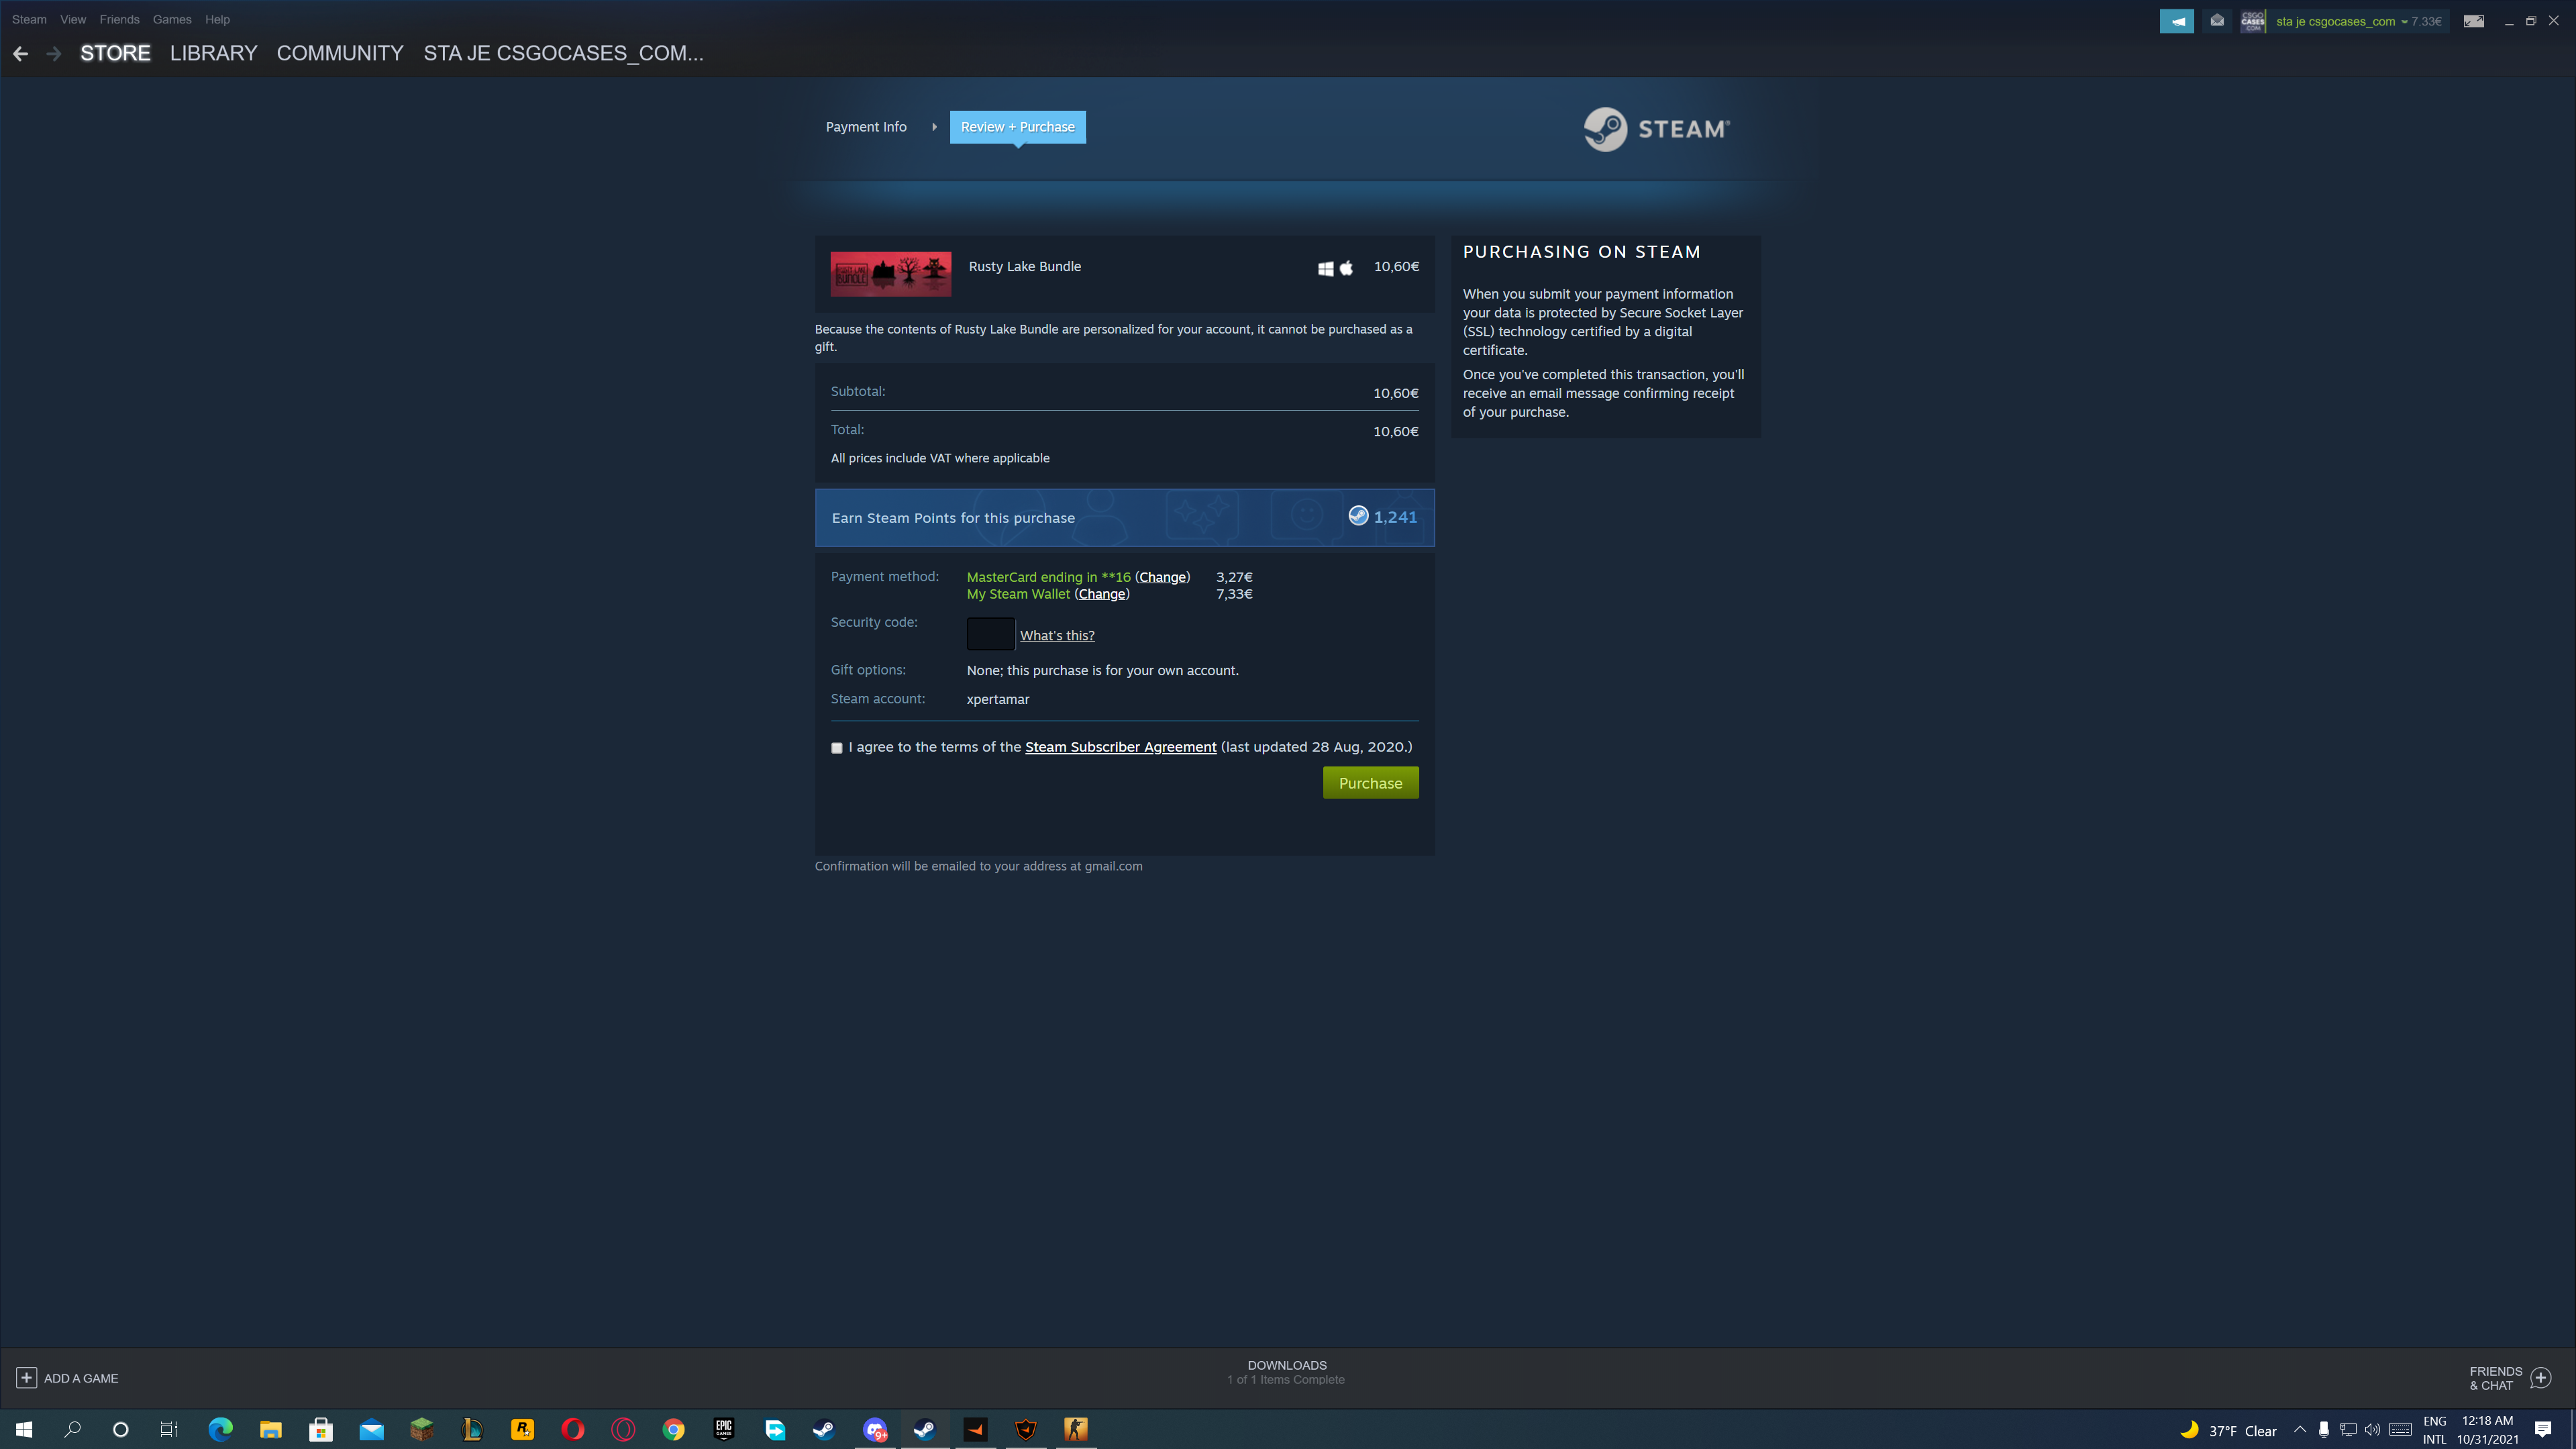 Steam View Friends Games Help
sta je csgocases_com 7.33€
CSGO
CASES
.COM
STORE LIBRARY COMMUNITY STA JE CSGOCASES_COM...
Payment Info Review + Purchase
STEAM®
RUSTY LAKE
BUNDLE
Rusty Lake Bundle 10,60€
Because the contents of Rusty Lake Bundle are personalized for your account, it cannot be purchased as a
gift.
Subtotal: 10,60€
Total: 10,60€
All prices include VAT where applicable
Earn Steam Points for this purchase 1,241
Payment method: MasterCard ending in **16 (Change) 3,27€
My Steam Wallet (Change) 7,33€
Security code: What's this?
Gift options: None; this purchase is for your own account.
Steam account: xpertamar
I agree to the terms of the Steam Subscriber Agreement (last updated 28 Aug, 2020.)
Purchase
Confirmation will be emailed to your address at gmail.com
PURCHASING ON STEAM
When you submit your payment information
your data is protected by Secure Socket Layer
(SSL) technology certified by a digital
certificate.
Once you've completed this transaction, you'll
receive an email message confirming receipt
of your purchase.
ADD A GAME
DOWNLOADS
1 of 1 Items Complete
FRIENDS
& CHAT
EPIC
GAMES
9+
37°F Clear
ENG
INTL
12:18 AM
10/31/2021